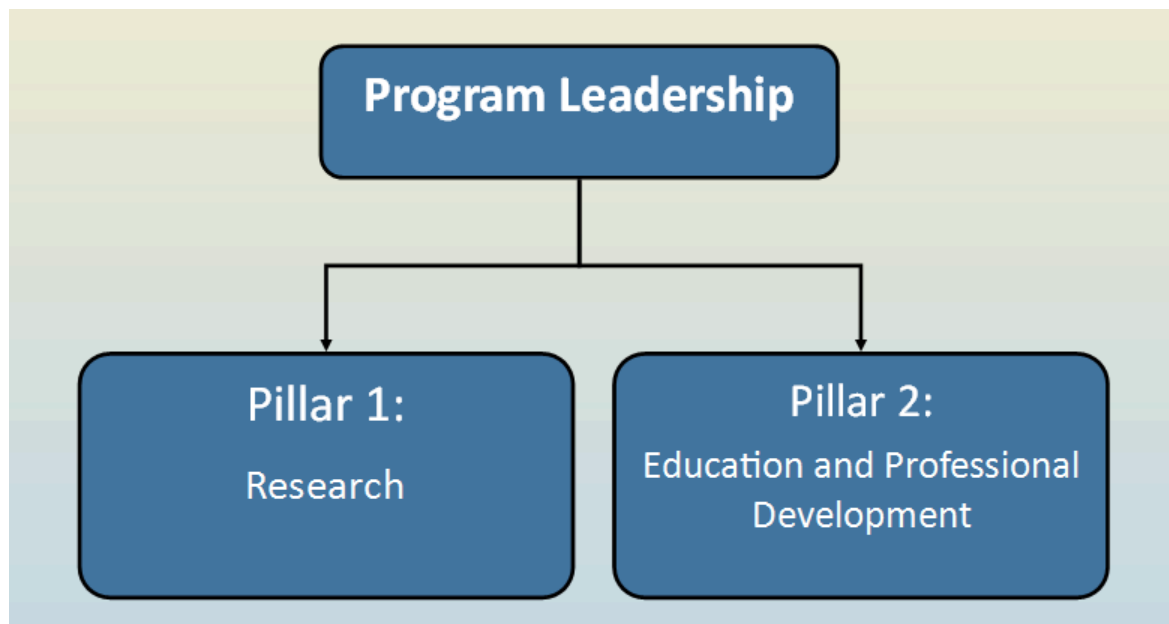 Program Leadership
Pillar 1:
Research
Pillar 2:
Education and Professional
Development